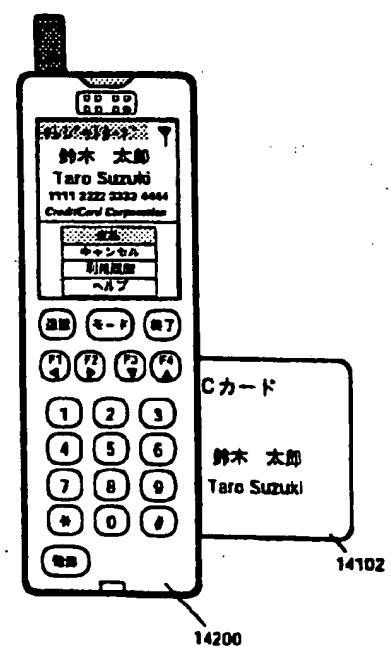 鈴木 太郎
Taro Suzuki
1111 2222 3333 4444
CreditCard Corporation
キャンセル
利用履歴
ヘルプ
モード
終了
F1 F2 F3 F4
1 2 3
4 5 6
7 8 9
* 0 #
Cカード
鈴木 太郎
Taro Suzuki
14102
14200